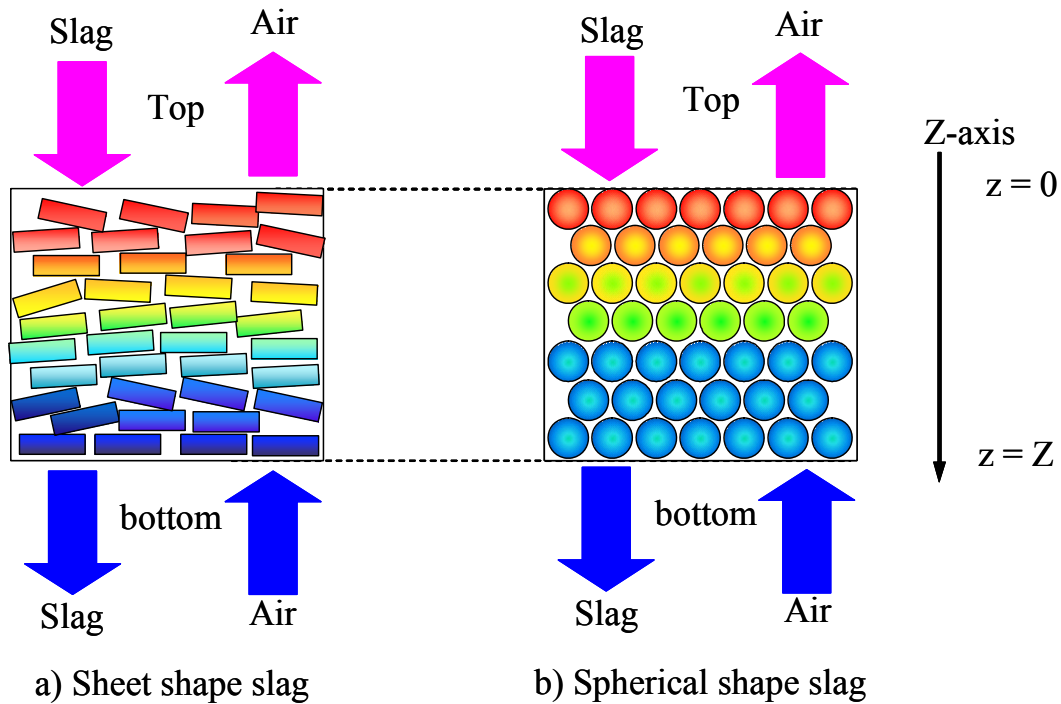 Slag
Air
Top
Slag
Air
Top
Z-axis
z = 0
z = Z
bottom
Slag
Air
bottom
Slag
Air
a) Sheet shape slag
b) Spherical shape slag